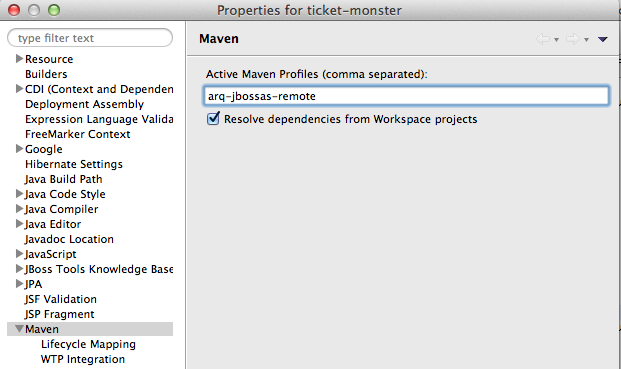 Properties for ticket-monster
type filter text
Resource
Builders
CDI (Context and Dependen
Deployment Assembly
Expression Language Valida
FreeMarker Context
Google
Hibernate Settings
Java Build Path
Java Code Style
Java Compiler
Java Editor
Javadoc Location
JavaScript
JBoss Tools Knowledge Base
JPA
JSF Validation
JSP Fragment
Maven
Lifecycle Mapping
WTP Integration
Maven
Active Maven Profiles (comma separated):
arq-jbossas-remote
Resolve dependencies from Workspace projects